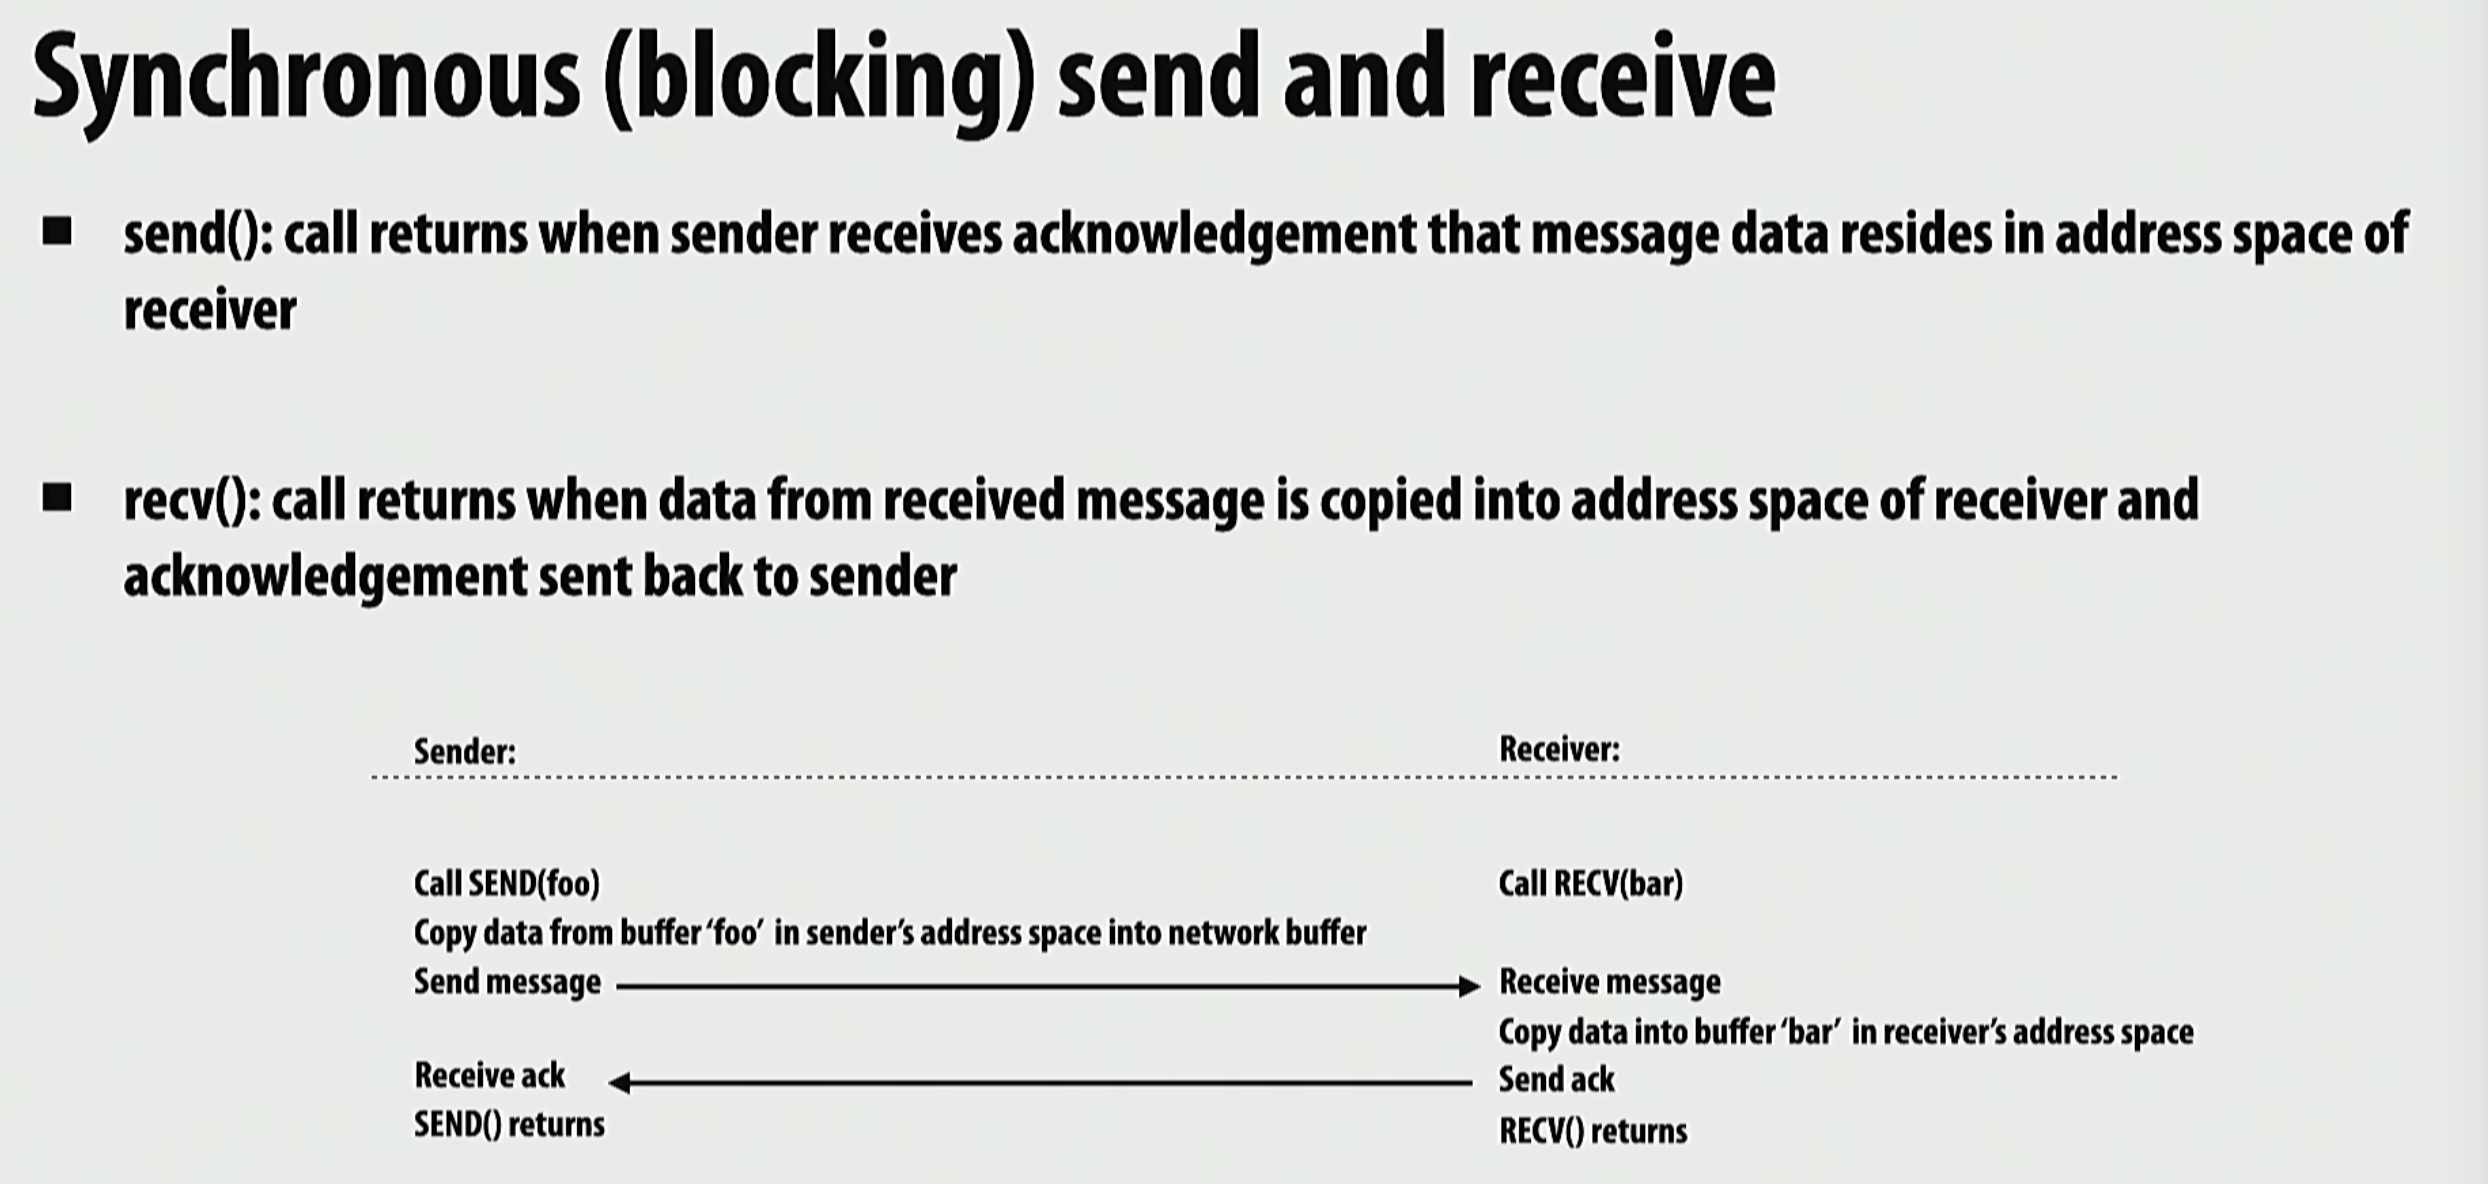 Synchronous (blocking) send and receive
■ send(): call returns when sender receives acknowledgement that message data resides in address space of
receiver
■ recv(): call returns when data from received message is copied into address space of receiver and
acknowledgement sent back to sender
Sender: Receiver:
Call SEND(foo) Call RECV(bar)
Copy data from buffer ‘foo’ in sender’s address space into network buffer
Send message Receive message
Copy data into buffer ‘bar’ in receiver’s address space
Receive ack Send ack
SEND() returns RECV() returns